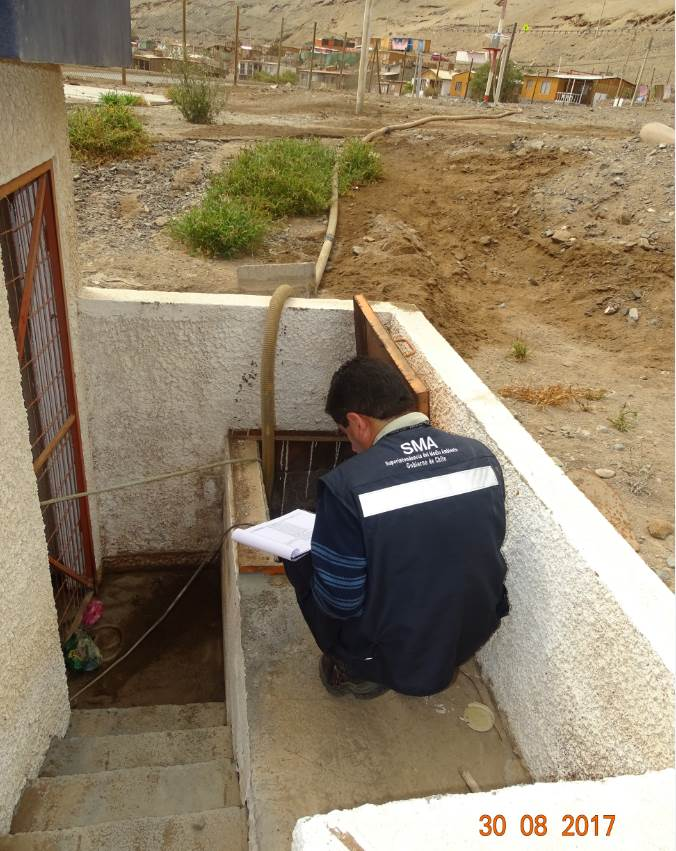 SMA
Superintendencia del Medio Ambiente
Gobierno de Chile
30 08 2017